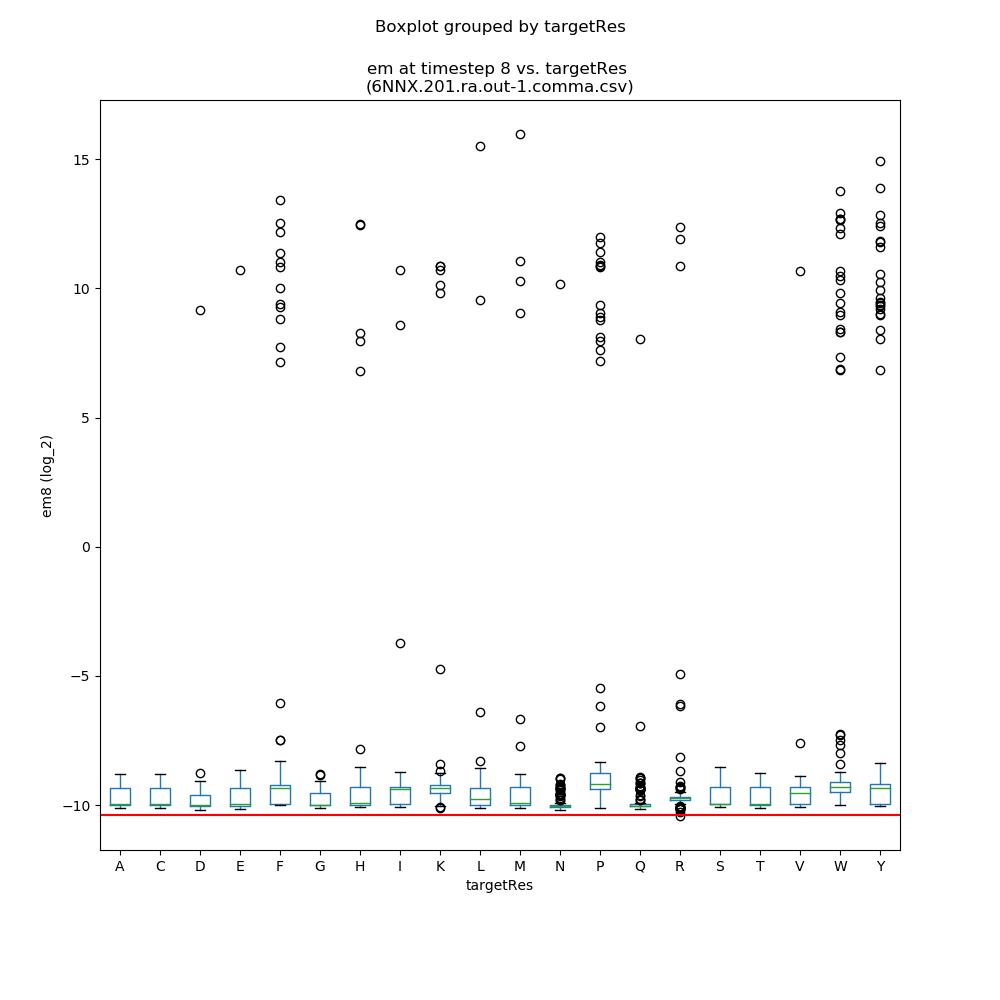 Boxplot grouped by targetRes
em at timestep 8 vs. targetRes
(6NNX.201.ra.out-1.comma.csv)
15
10
5
0
−5
−10
em8 (log_2)
A C D E F G H I K L M N P Q R S T V W Y
targetRes